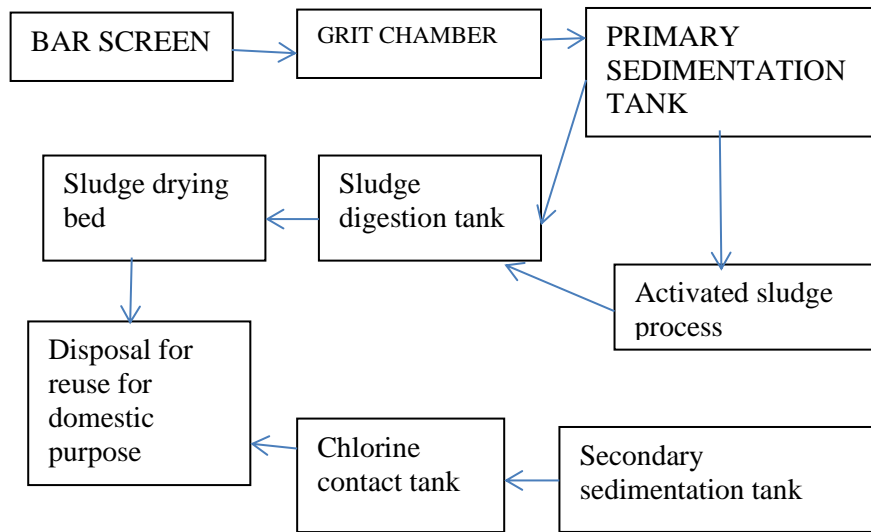 BAR SCREEN
GRIT CHAMBER
PRIMARY
SEDIMENTATION
TANK
Sludge drying
bed
Sludge
digestion tank
Activated sludge
process
Disposal for
reuse for
domestic
purpose
Chlorine
contact tank
Secondary
sedimentation tank